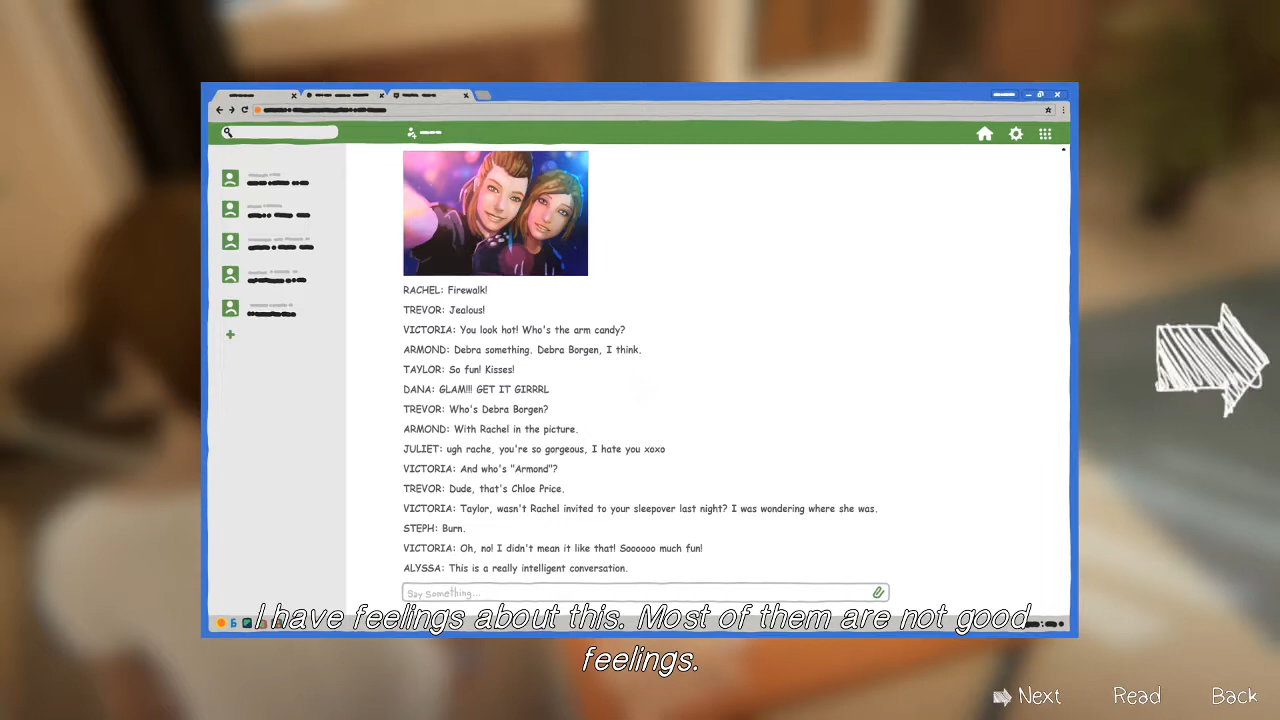 RACHEL: Firewalk!
TREVOR: Jealous!
VICTORIA: You look hot! Who's the arm candy?
ARMOND: Debra something. Debra Borgen, I think.
TAYLOR: So fun! Kisses!
DANA: GLAM!!! GET IT GIRRRL
TREVOR: Who's Debra Borgen?
ARMOND: With Rachel in the picture.
JULIET: ugh rache, you're so gorgeous, I hate you xoxo
VICTORIA: And who's "Armond"?
TREVOR: Dude, that's Chloe Price.
VICTORIA: Taylor, wasn't Rachel invited to your sleepover last night? I was wondering where she was.
STEPH: Burn.
VICTORIA: Oh, no! I didn't mean it like that! Soooooo much fun!
ALYSSA: This is a really intelligent conversation.
Say Something...
I have feelings about this. Most of them are not good
feelings.
Next Read Back